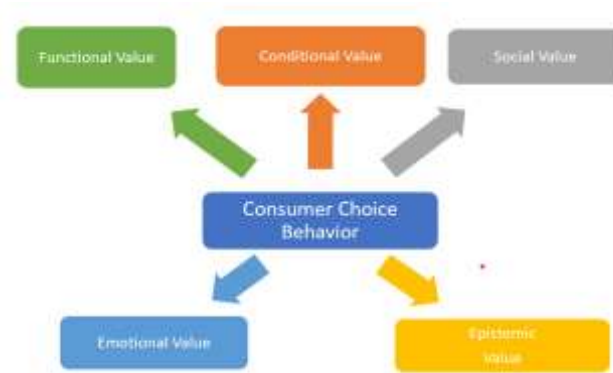 Functional Value
Conditional Value
Social Value
Consumer Choice
Behavior
Emotional Value
Epistemic
Value